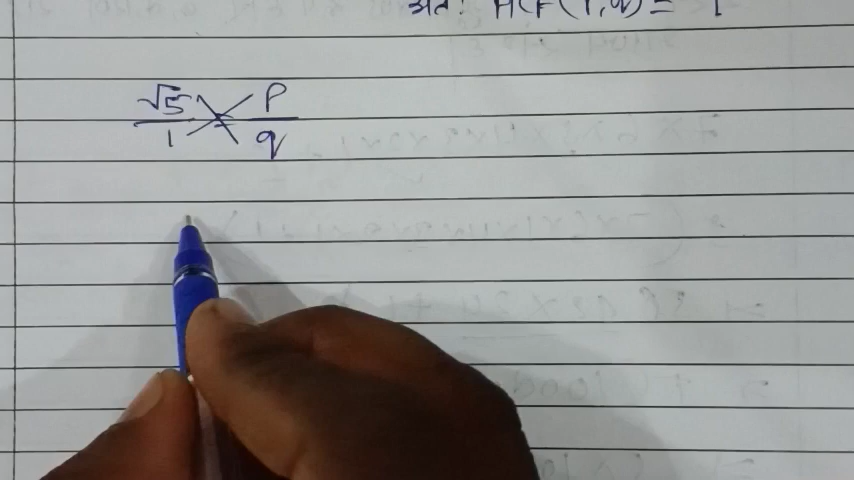 अतः HCF(P,q) = 1
√5/1 = P/q